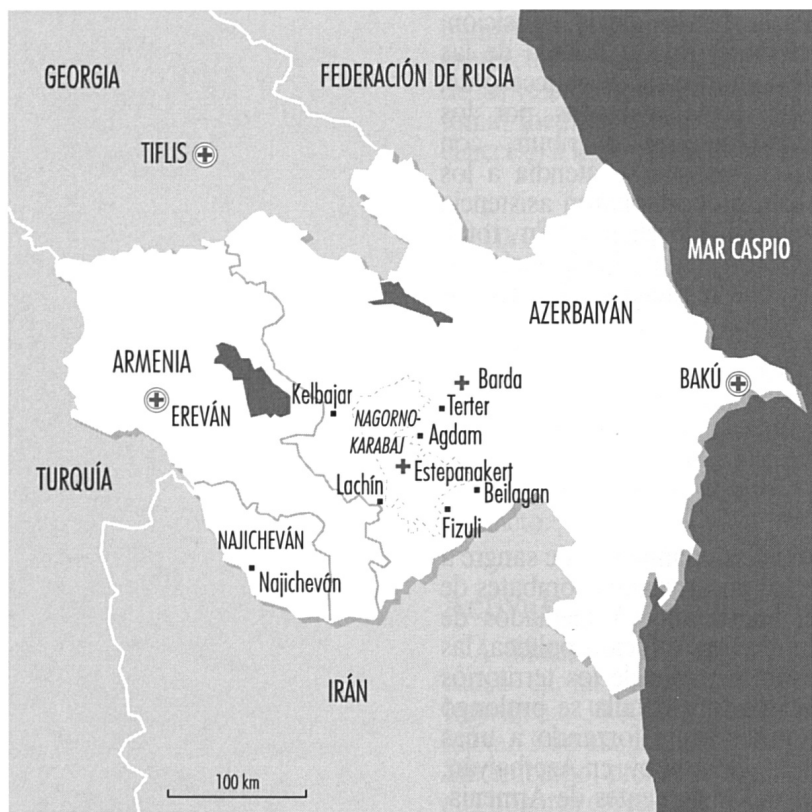 GEORGIA
FEDERACIÓN DE RUSIA
TIFLIS
MAR CASPIO
AZERBAIYÁN
ARMENIA
EREVÁN
Kelbajar
Barda
BAKÚ
NAGORNO-
KARABAJ
Terter
Agdam
TURQUÍA
Estepanakert
Lachín
Beilagan
Fizuli
NAJICHEVÁN
Najicheván
IRÁN
100 km